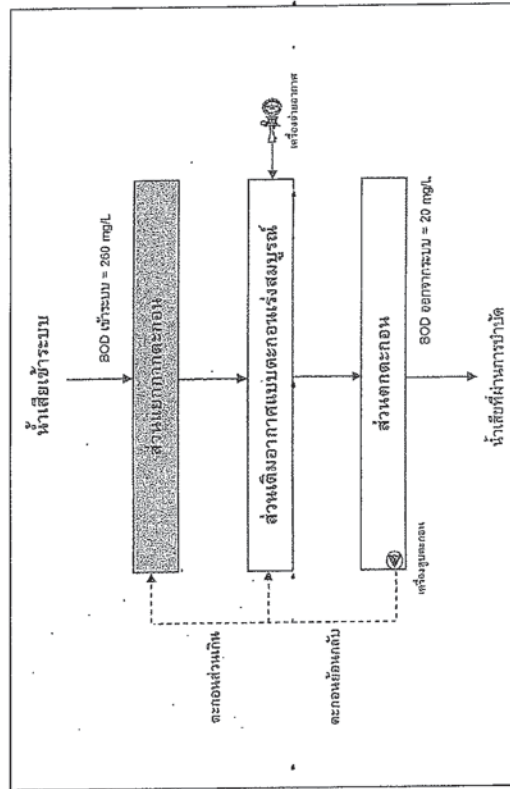 น้ำเสียเข้าระบบ
BOD เข้าระบบ = 260 mg/L
ส่วนแยกกากตะกอน
ส่วนเติมอากาศแบบตะกอนเร่งสมบูรณ์
เครื่องจ่ายอากาศ
ตะกอนส่วนเกิน
ตะกอนย้อนกลับ
ส่วนตกตะกอน
เครื่องสูบตะกอน
BOD ออกจากระบบ = 20 mg/L
น้ำเสียที่ผ่านการบำบัด